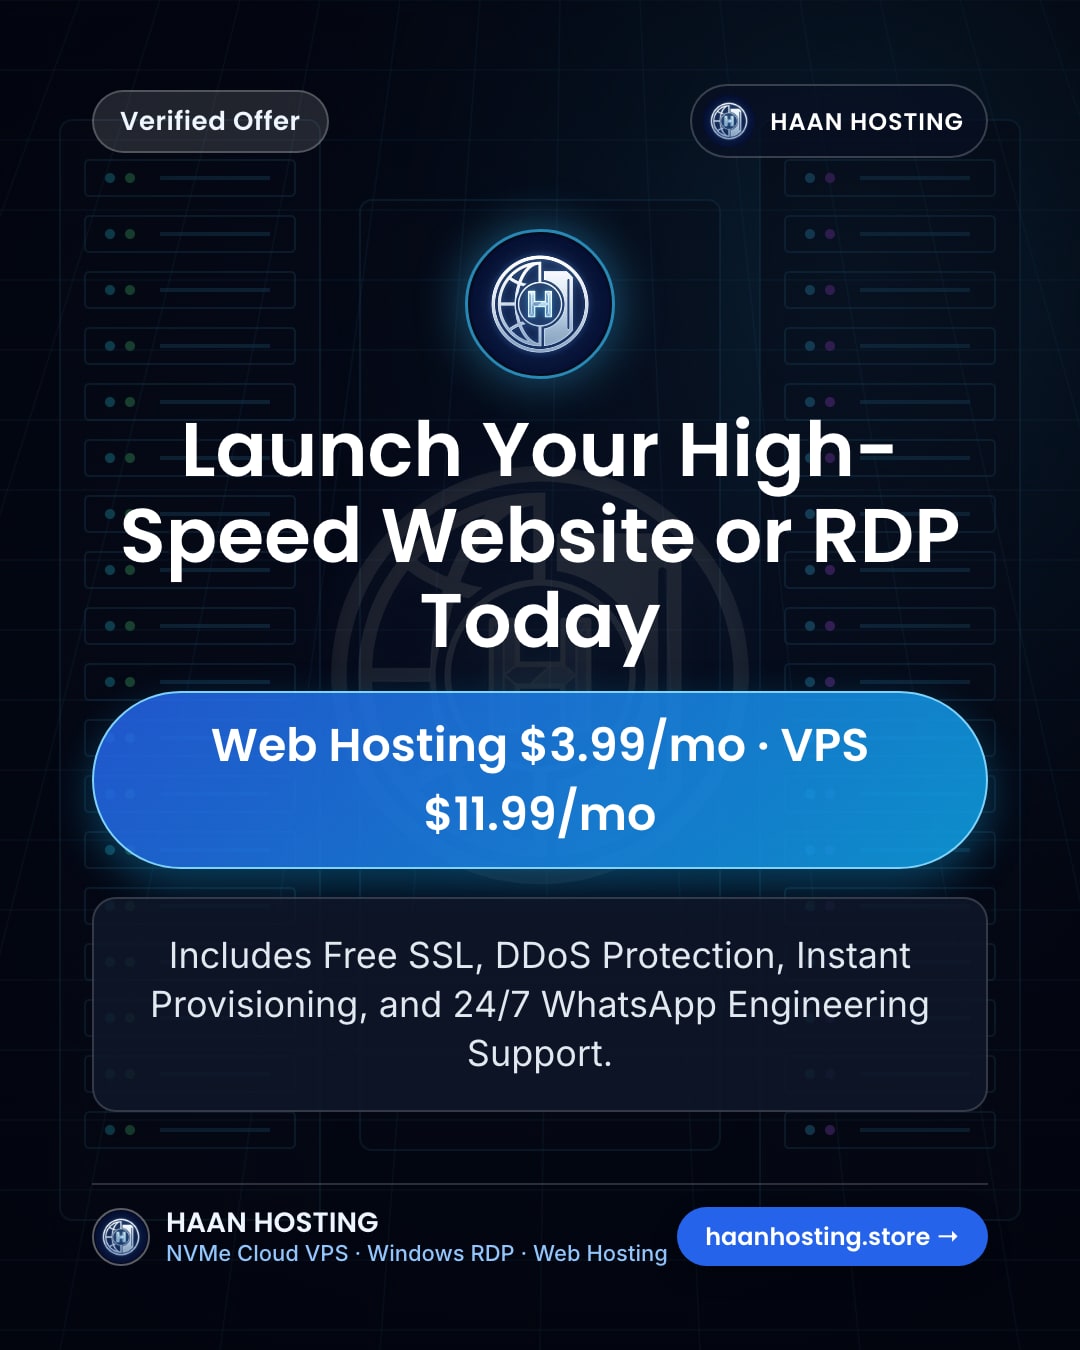 Verified Offer
HAAN HOSTING
H
Launch Your High-
Speed Website or RDP
Today
Web Hosting $3.99/mo · VPS
$11.99/mo
Includes Free SSL, DDoS Protection, Instant
Provisioning, and 24/7 WhatsApp Engineering
Support.
HAAN HOSTING
NVMe Cloud VPS · Windows RDP · Web Hosting
haanhosting.store →